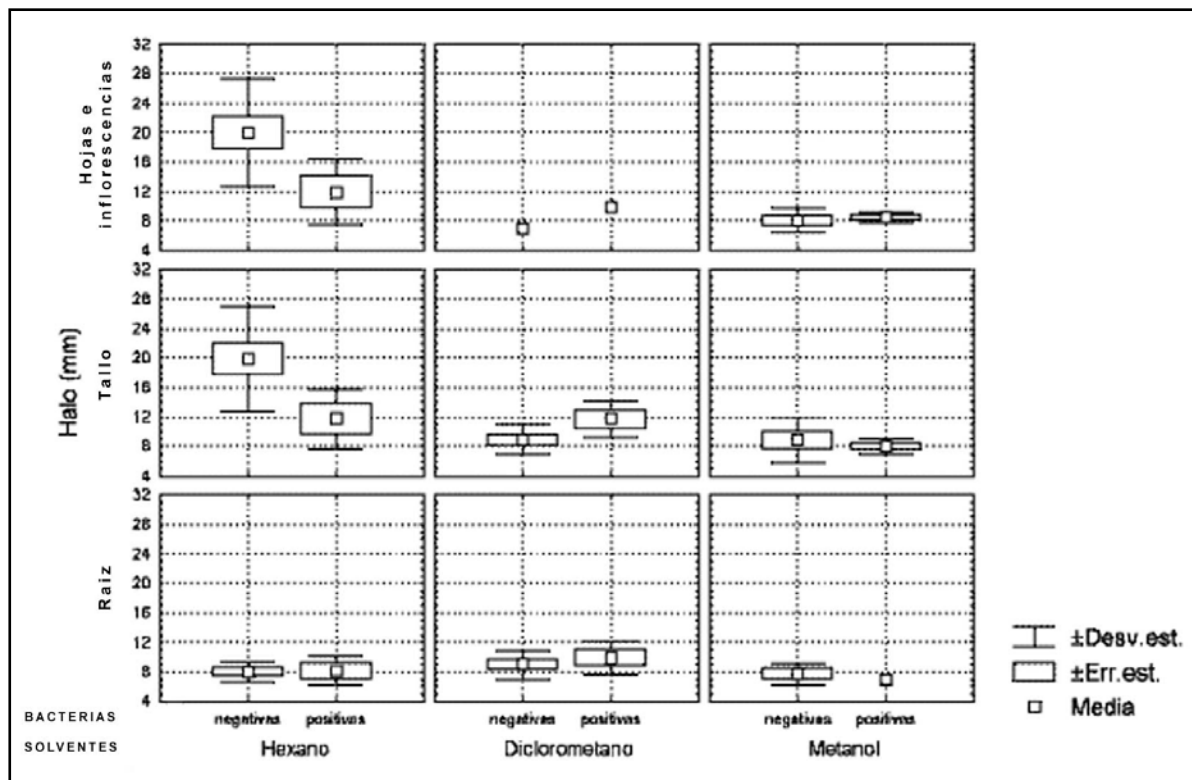 Halo (mm)
Hojas e
inflorescencias
32
28
24
20
16
12
8
4
Tallo
32
28
24
20
16
12
8
4
Raiz
32
28
24
20
16
12
8
4
±Desv.est.
±Err.est.
Media
BACTERIAS
negativas positivas negativas positivas negativas positivas
SOLVENTES
Hexano Diclorometano Metanol